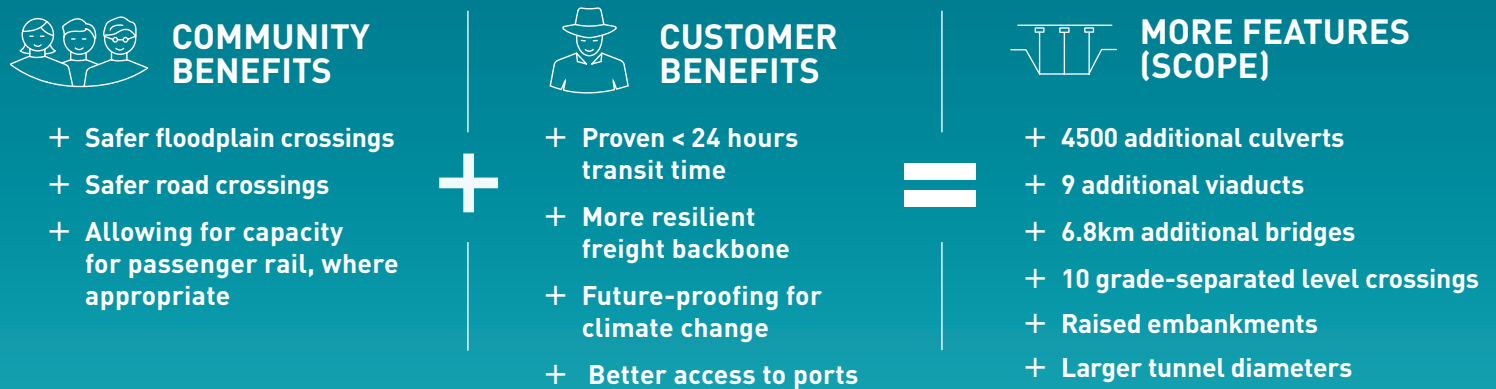 COMMUNITY
BENEFITS
+ Safer floodplain crossings
+ Safer road crossings
+ Allowing for capacity
for passenger rail, where
appropriate
+
CUSTOMER
BENEFITS
+ Proven < 24 hours
transit time
+ More resilient
freight backbone
+ Future-proofing for
climate change
+ Better access to ports
=
MORE FEATURES
(SCOPE)
+ 4500 additional culverts
+ 9 additional viaducts
+ 6.8km additional bridges
+ 10 grade-separated level crossings
+ Raised embankments
+ Larger tunnel diameters